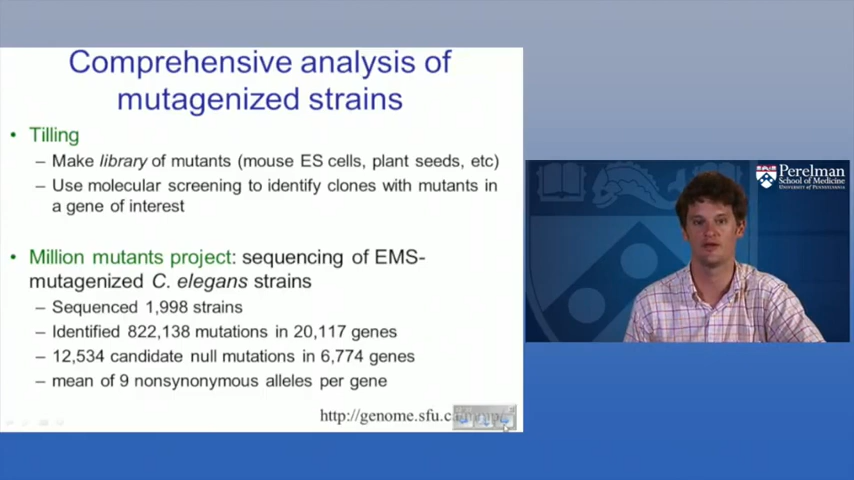 Comprehensive analysis of
mutagenized strains
• Tilling
– Make library of mutants (mouse ES cells, plant seeds, etc)
– Use molecular screening to identify clones with mutants in
a gene of interest
• Million mutants project: sequencing of EMS-
mutagenized C. elegans strains
– Sequenced 1,998 strains
– Identified 822,138 mutations in 20,117 genes
– 12,534 candidate null mutations in 6,774 genes
– mean of 9 nonsynonymous alleles per gene
http://genome.sfu.ca
Perelman
School of Medicine
University of Pennsylvania